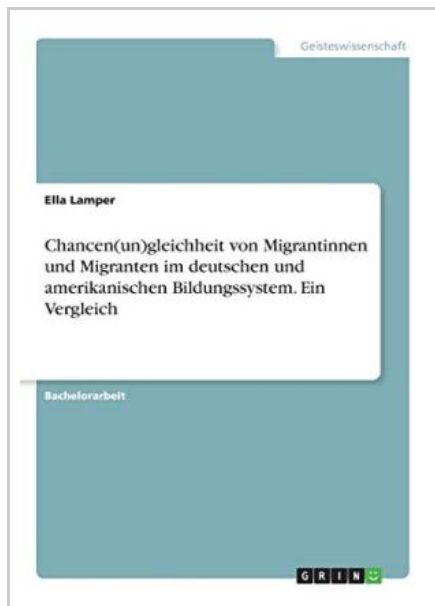 Geisteswissenschaft
Ella Lamper
Chancen(un)gleichheit von Migrantinnen
und Migranten im deutschen und
amerikanischen Bildungssystem. Ein
Vergleich
Bachelorarbeit
GRIN